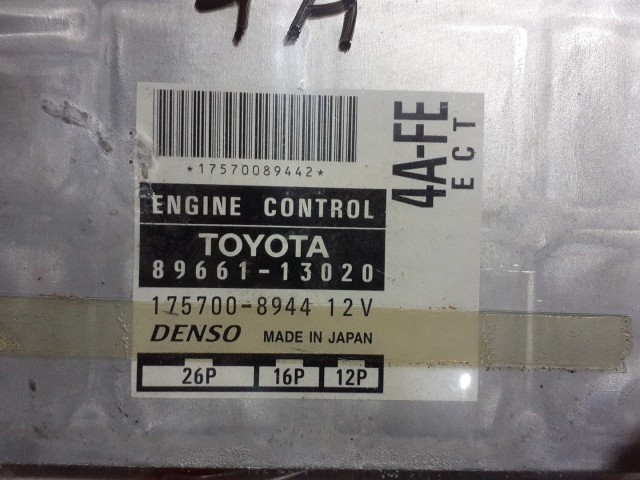 *17570089442*
4A-FE
ECT
ENGINE CONTROL
TOYOTA
89661-13020
175700-8944 12V
DENSO MADE IN JAPAN
26P 16P 12P